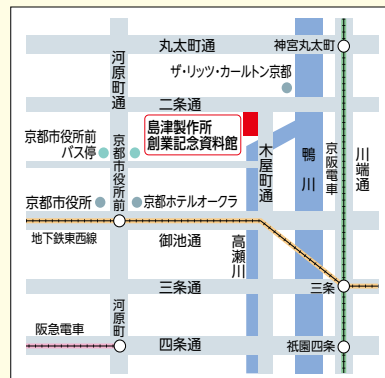 丸太町通
神宮丸太町
河原町通
ザ・リッツ・カールトン京都
二条通
島津製作所
創業記念資料館
京都市役所前
バス停
京都市役所前
木屋町通
鴨川
京阪電車
川端通
京都市役所
京都ホテルオークラ
地下鉄東西線
御池通
高瀬川
三条通
三条
河原町
阪急電車
四条通
祇園四条